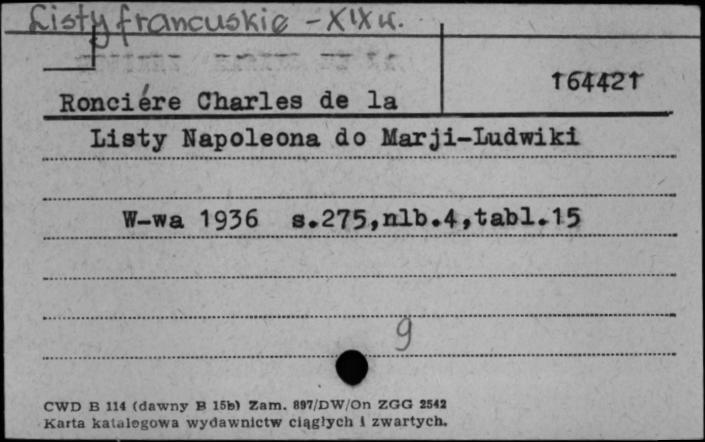 Listy francuskie - XIX w.
164421
Ronciére Charles de la
Listy Napoleona do Marji-Ludwiki
W-wa 1936 s.275,nlb.4,tabl.15
9
CWD B 114 (dawny B 15b) Zam. 897/DW/On ZGG 2542
Karta katalogowa wydawnictw ciągłych i zwartych.